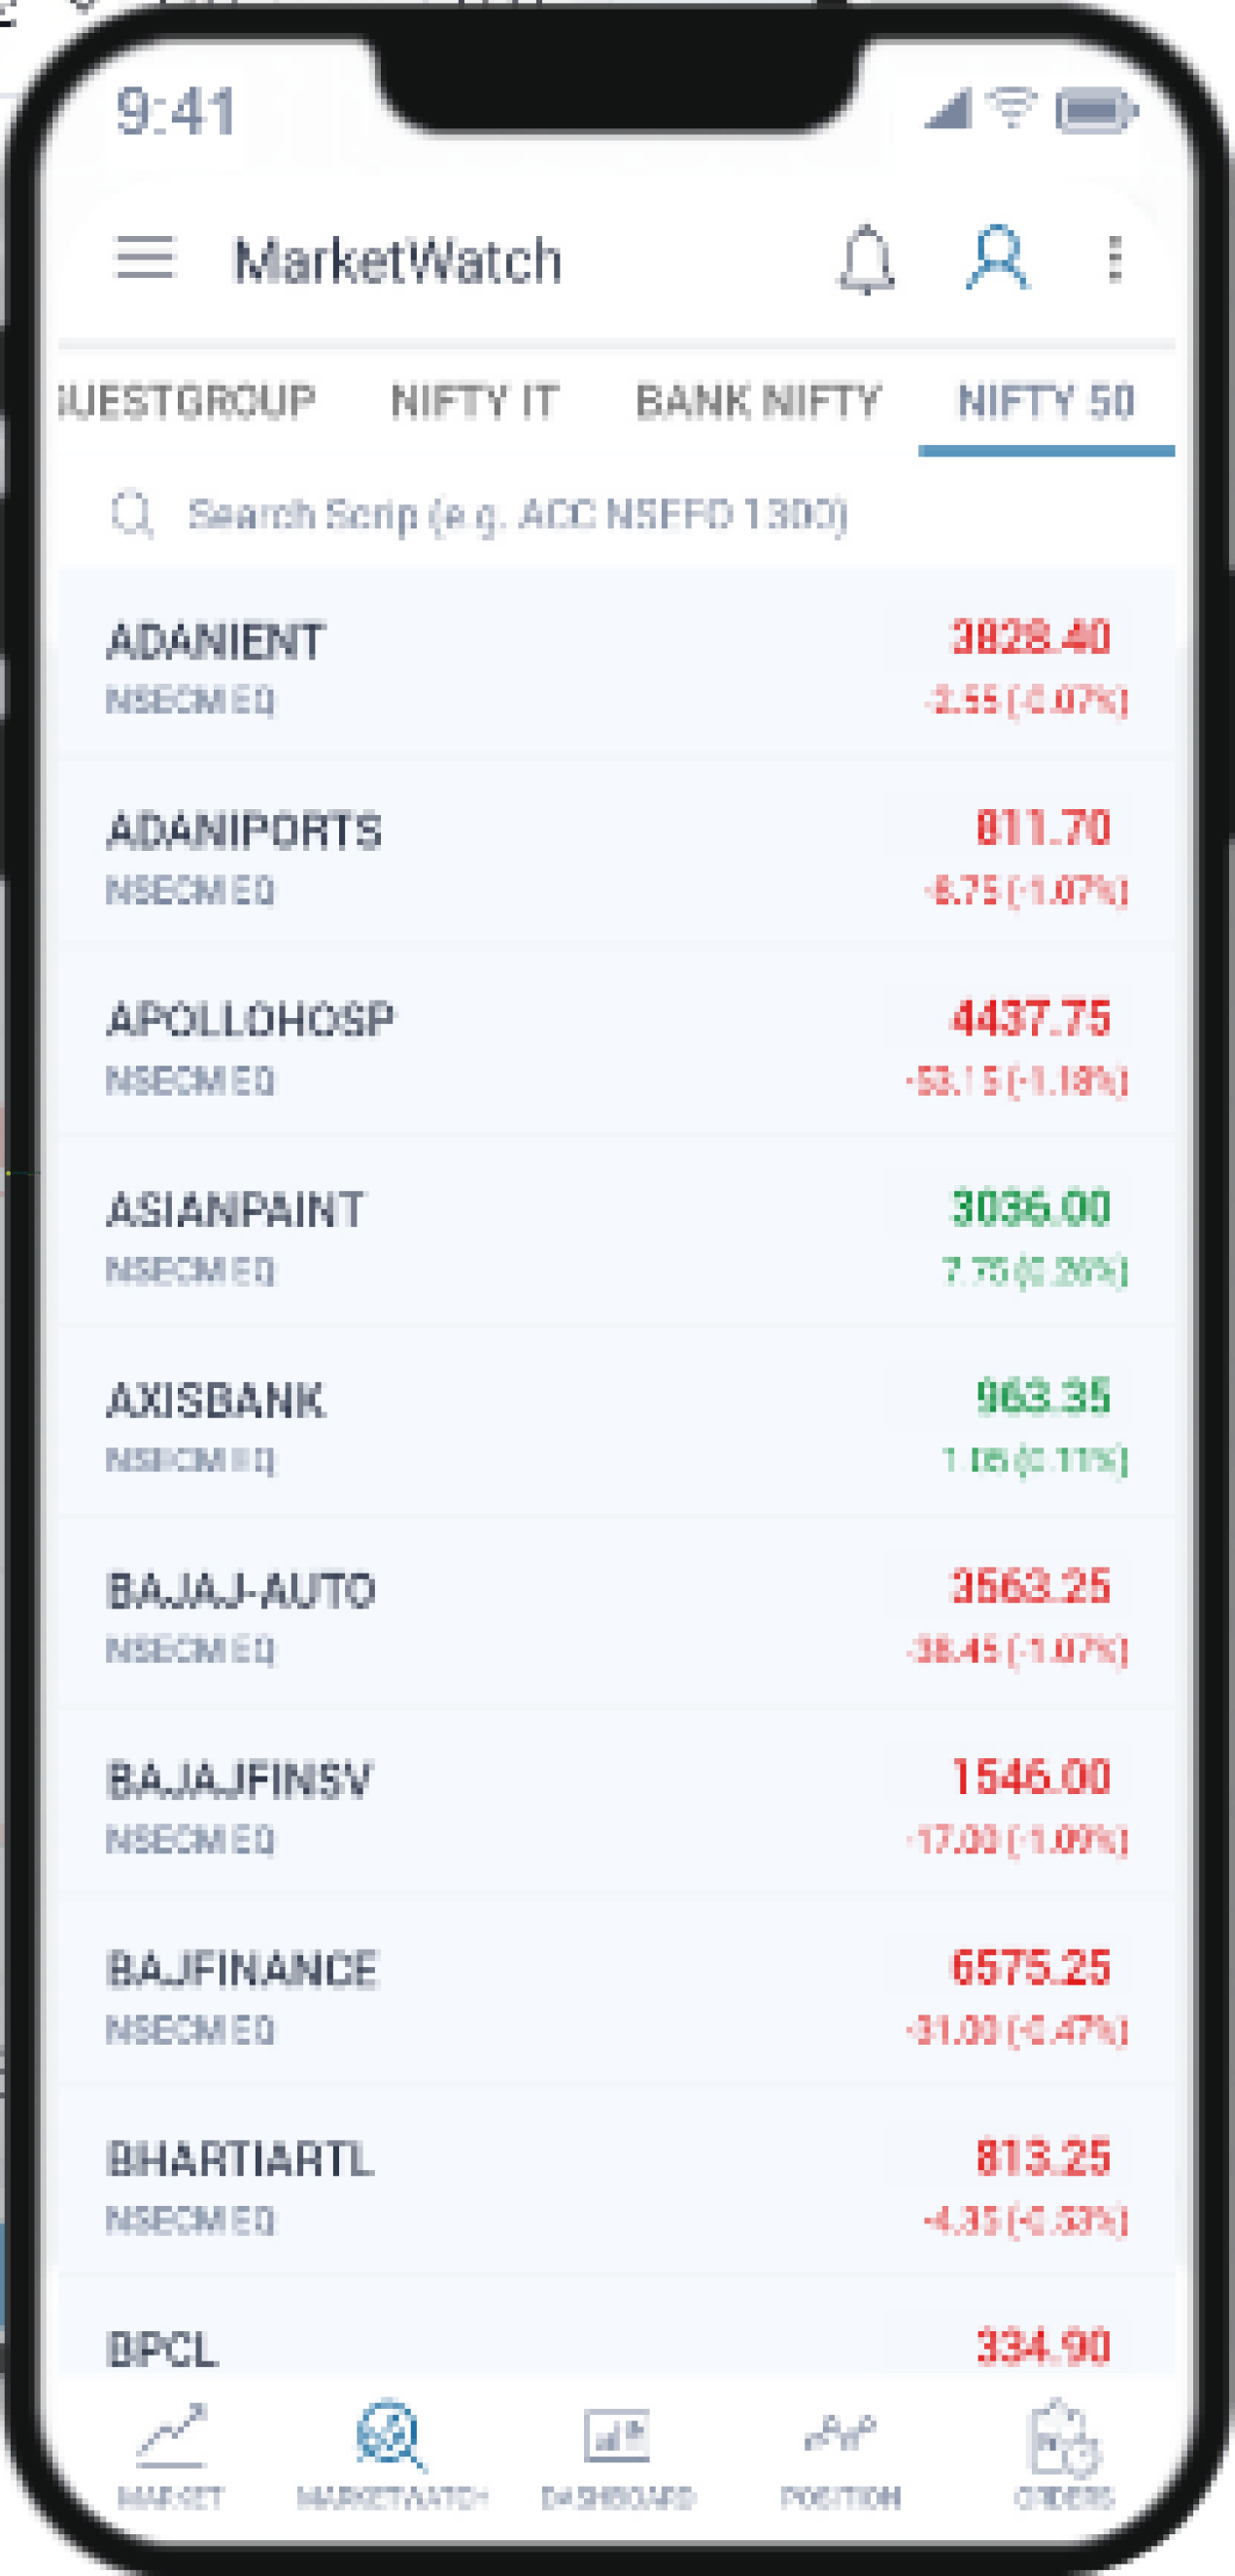 9:41
MarketWatch
GUESTGROUP NIFTY IT BANK NIFTY NIFTY 50
Search Scrip (e.g. ACC NSEFO 1300)
ADANIENT 3828.40
NSECM EQ -2.55 (-0.07%)
ADANIPORTS 811.70
NSECM EQ -8.75 (-1.07%)
APOLLOHOSP 4437.75
NSECM EQ -53.15 (-1.18%)
ASIANPAINT 3036.00
NSECM EQ 7.75 (0.26%)
AXISBANK 963.35
NSECM EQ 1.05 (0.11%)
BAJAJ-AUTO 3563.25
NSECM EQ -38.45 (-1.07%)
BAJAJFINSV 1546.00
NSECM EQ -17.00 (-1.09%)
BAJFINANCE 6575.25
NSECM EQ -31.00 (-0.47%)
BHARTIARTL 813.25
NSECM EQ -4.35 (-0.53%)
BPCL 334.90
MARKET MARKETWATCH DASHBOARD POSITION ORDERS